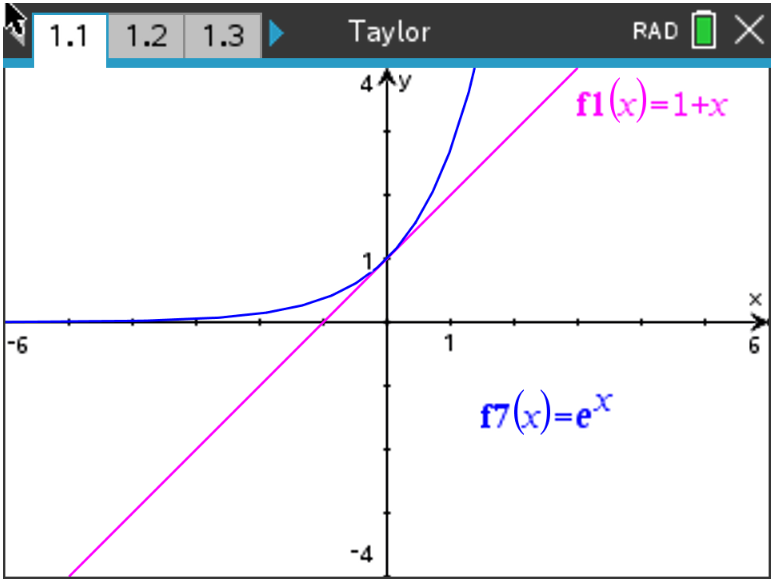 1.1 1.2 1.3 Taylor RAD
4 y
f1(x)=1+x
1
x
-6 1 6
f7(x)=e^x
-4